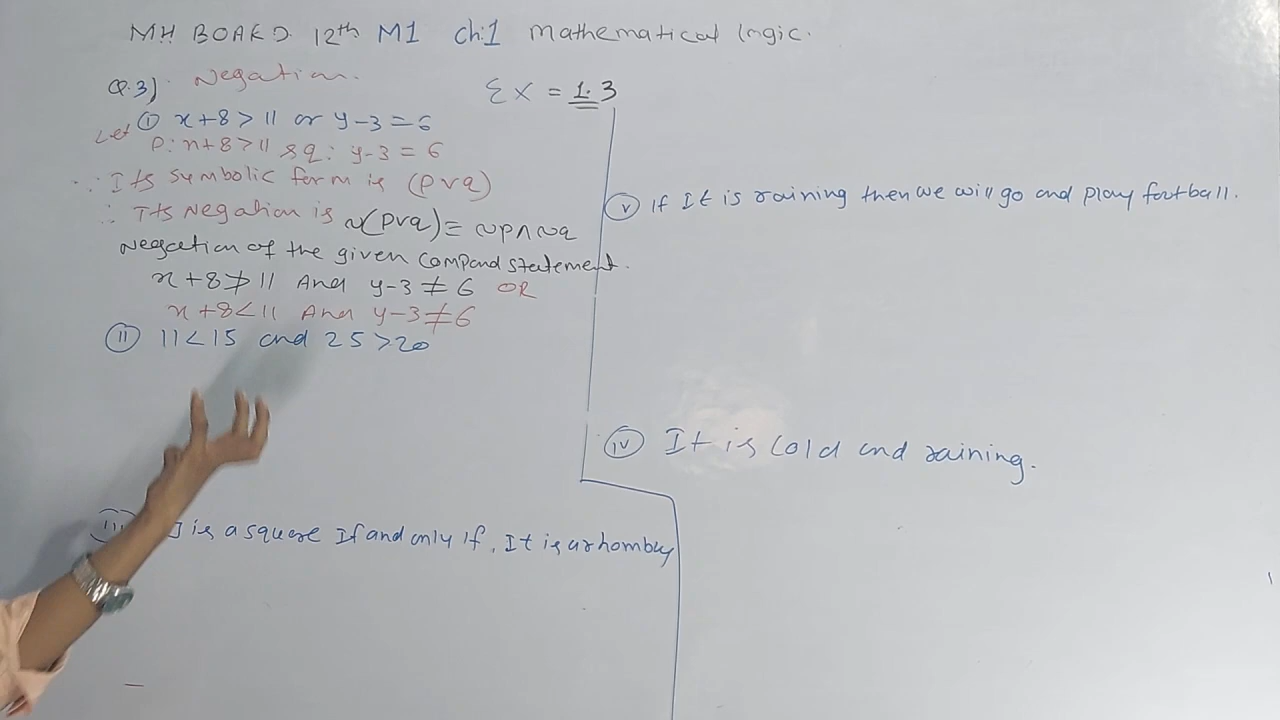 MH BOARD 12th M1 ch:1 Mathematical logic.
Q.3) Negation.
Ex = 1.3
(i) x+8>11 or y-3=6
Let p: x+8>11 & q: y-3=6
∴ Its symbolic form is (p∨q)
∴ Its Negation is ~(p∨q)≡ ~p∧~q
Negation of the given compand statement.
x+8≯11 And y-3≠6 OR
x+8<11 And y-3≠6
(ii) 11<15 and 25>20
is a square If and only if, It is a rhombus
(v) If It is raining then we will go and play football.
(iv) It is cold and raining.